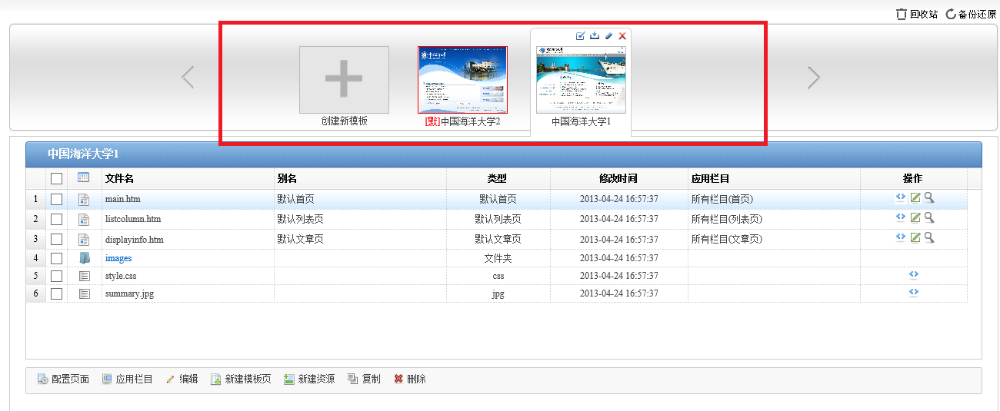 回收站 备份还原
创建新模板 [默]中国海洋大学2 中国海洋大学1
中国海洋大学1
文件名 别名 类型 修改时间 应用栏目 操作
1 main.htm 默认首页 默认首页 2013-04-24 16:57:37 所有栏目(首页)
2 listcolumn.htm 默认列表页 默认列表页 2013-04-24 16:57:37 所有栏目(列表页)
3 displayinfo.htm 默认文章页 默认文章页 2013-04-24 16:57:37 所有栏目(文章页)
4 images 文件夹 2013-04-24 16:57:37
5 style.css css 2013-04-24 16:57:37
6 summary.jpg jpg 2013-04-24 16:57:37
配置页面 应用栏目 编辑 新建模板页 新建资源 复制 删除